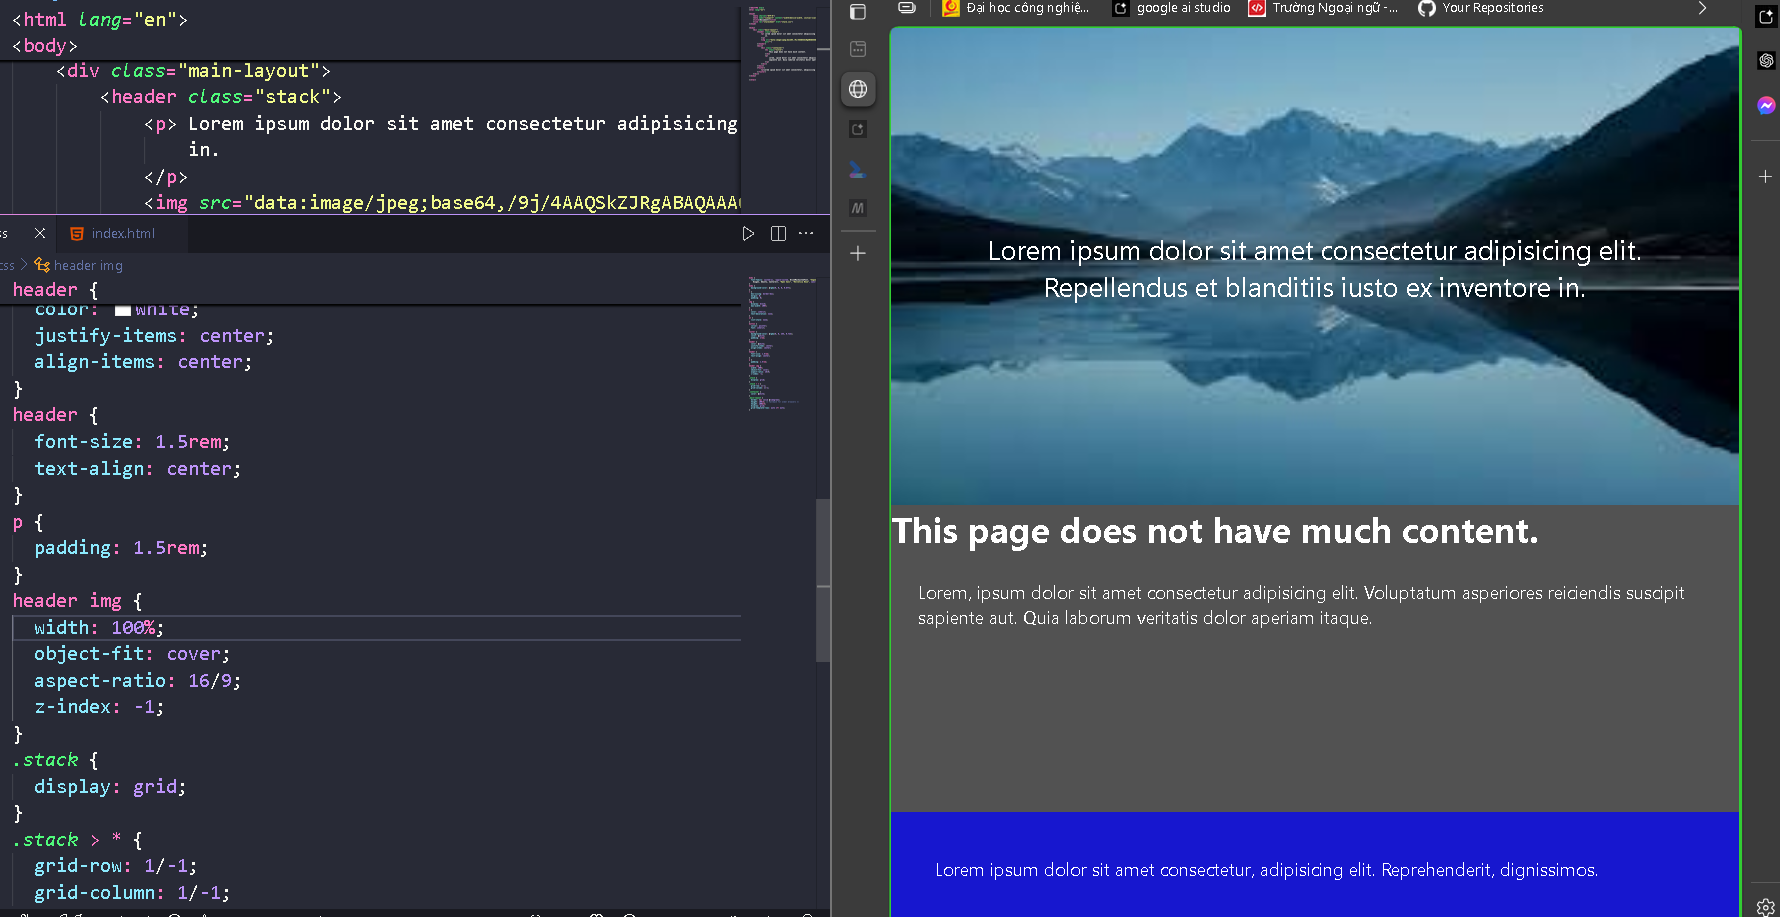 <html lang="en">
<body>
<div class="main-layout">
<header class="stack">
<p> Lorem ipsum dolor sit amet consectetur adipisicing
in.
</p>
<img src="data:image/jpeg;base64,/9j/4AAQSkZJRgABAQAAA
index.html
css > header img
header {
color: white;
justify-items: center;
align-items: center;
}
header {
font-size: 1.5rem;
text-align: center;
}
p {
padding: 1.5rem;
}
header img {
width: 100%;
object-fit: cover;
aspect-ratio: 16/9;
z-index: -1;
}
.stack {
display: grid;
}
.stack > * {
grid-row: 1/-1;
grid-column: 1/-1;
Đại học công nghiệ...
google ai studio
Trường Ngoại ngữ -...
Your Repositories
Lorem ipsum dolor sit amet consectetur adipisicing elit.
Repellendus et blanditiis iusto ex inventore in.
This page does not have much content.
Lorem, ipsum dolor sit amet consectetur adipisicing elit. Voluptatum asperiores reiciendis suscipit
sapiente aut. Quia laborum veritatis dolor aperiam itaque.
Lorem ipsum dolor sit amet consectetur, adipisicing elit. Reprehenderit, dignissimos.